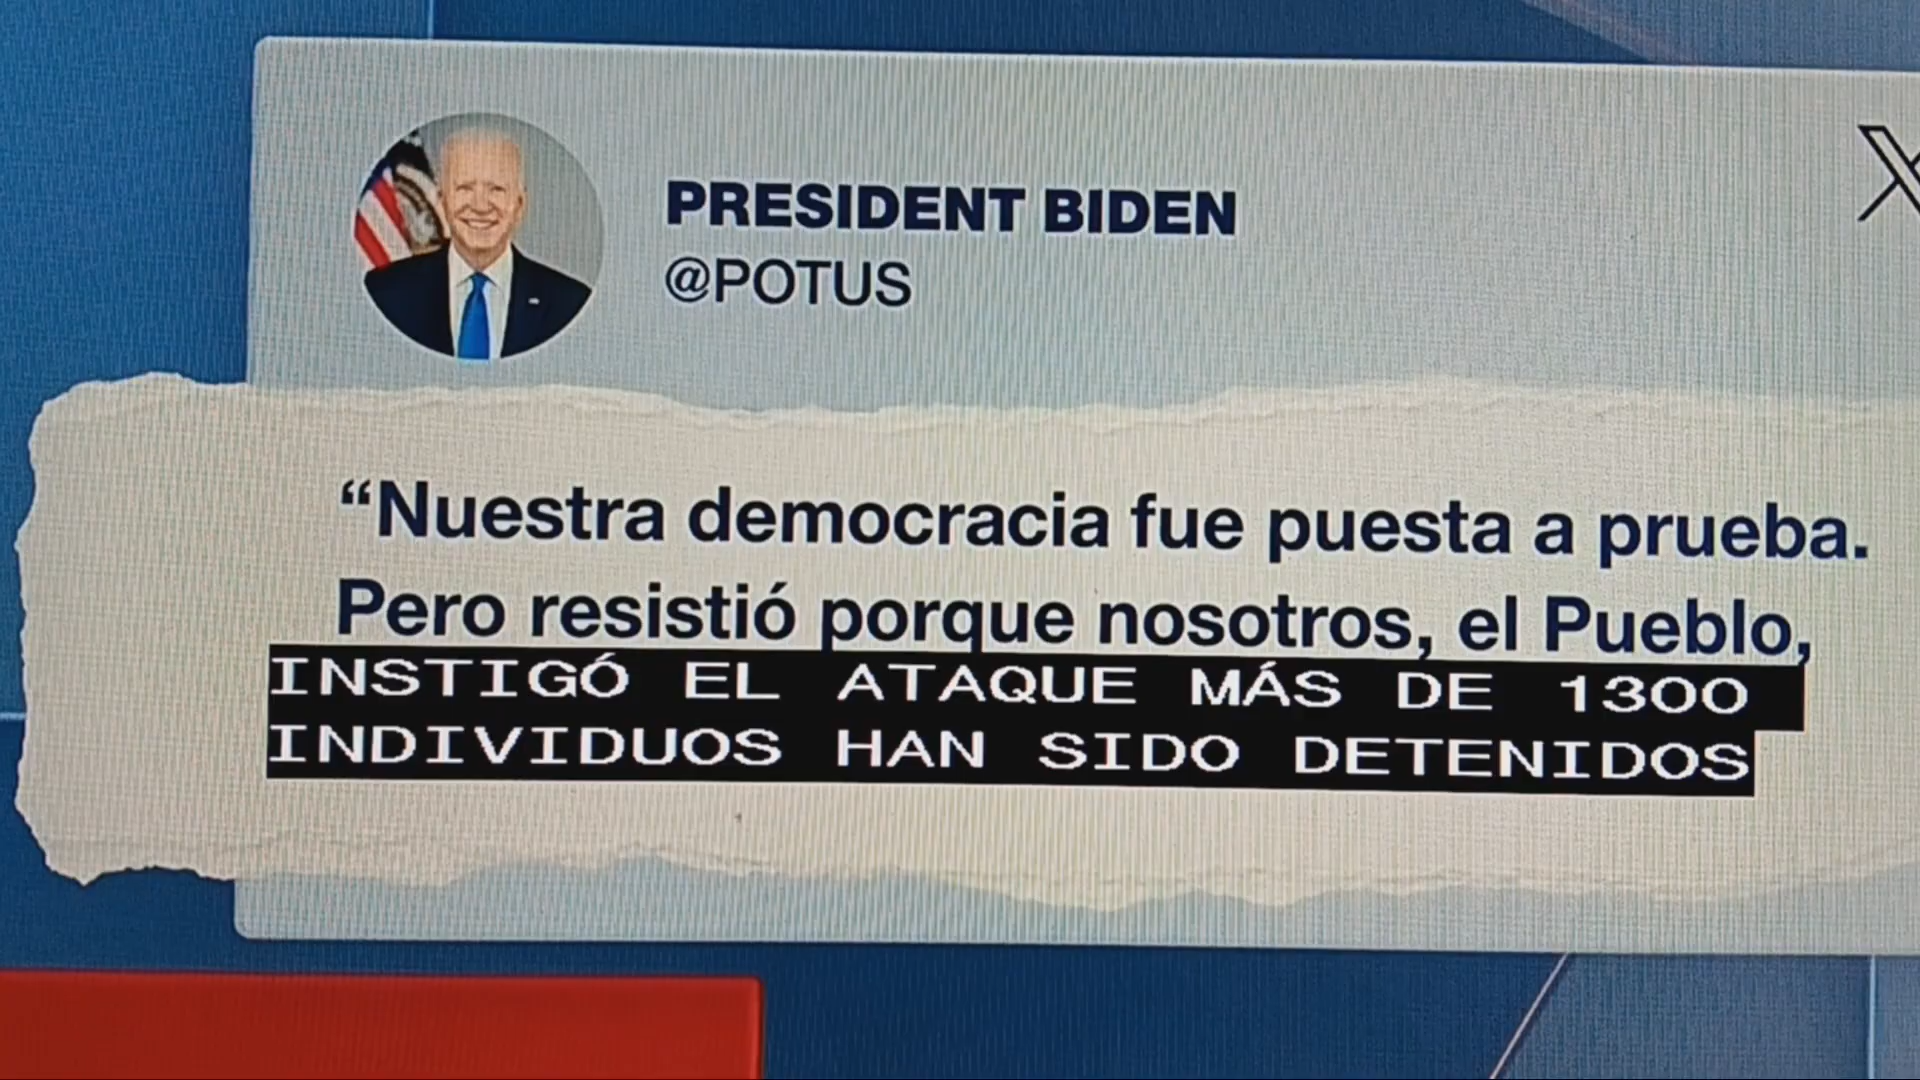 PRESIDENT BIDEN
@POTUS
“Nuestra democracia fue puesta a prueba.
Pero resistió porque nosotros, el Pueblo,
INSTIGÓ EL ATAQUE MÁS DE 1300
INDIVIDUOS HAN SIDO DETENIDOS